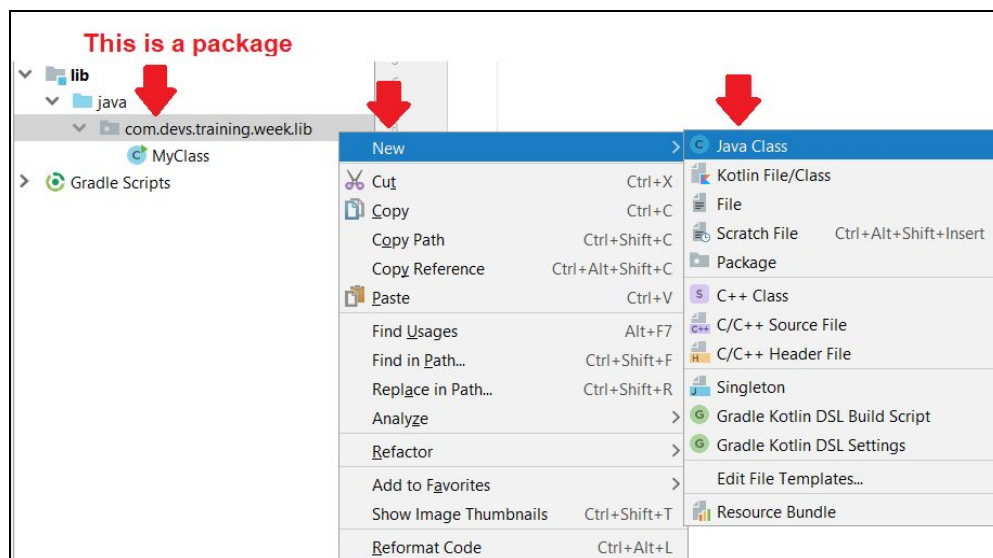 This is a package
lib
java
com.devs.training.week.lib
MyClass
Gradle Scripts
New
Cut Ctrl+X
Copy Ctrl+C
Copy Path Ctrl+Shift+C
Copy Reference Ctrl+Alt+Shift+C
Paste Ctrl+V
Find Usages Alt+F7
Find in Path... Ctrl+Shift+F
Replace in Path... Ctrl+Shift+R
Analyze
Refactor
Add to Favorites
Show Image Thumbnails Ctrl+Shift+T
Reformat Code Ctrl+Alt+L
Java Class
Kotlin File/Class
File
Scratch File Ctrl+Alt+Shift+Insert
Package
C++ Class
C/C++ Source File
C/C++ Header File
Singleton
Gradle Kotlin DSL Build Script
Gradle Kotlin DSL Settings
Edit File Templates...
Resource Bundle